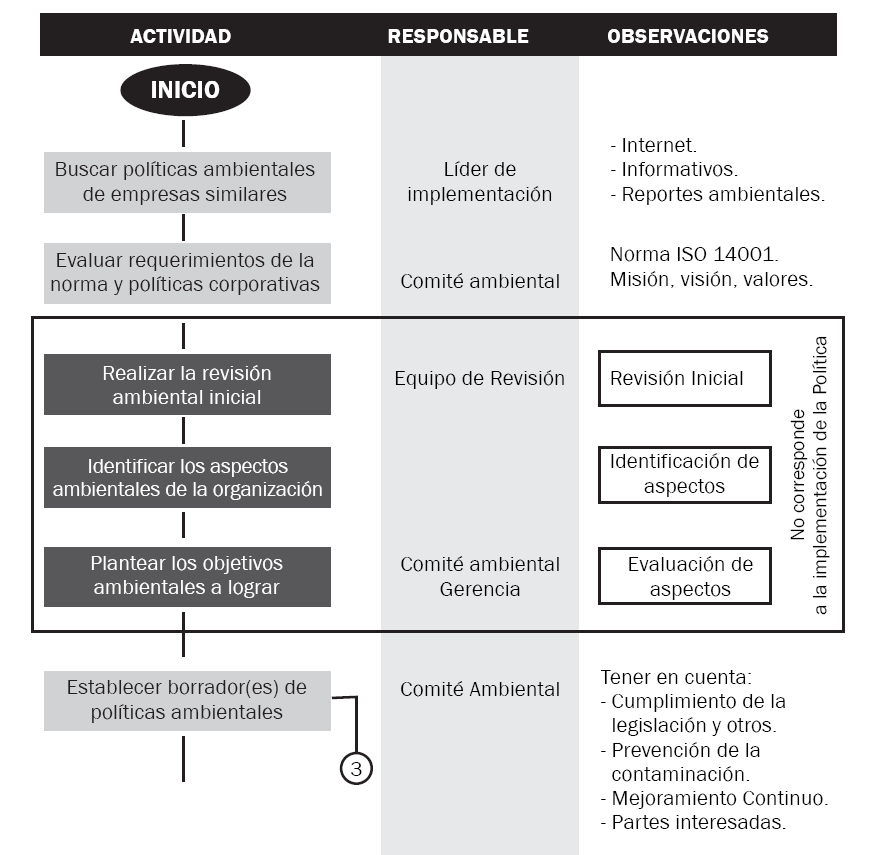 ACTIVIDAD RESPONSABLE OBSERVACIONES
INICIO
Buscar políticas ambientales
de empresas similares
Líder de
implementación
- Internet.
- Informativos.
- Reportes ambientales.
Evaluar requerimientos de la
norma y políticas corporativas
Comité ambiental
Norma ISO 14001.
Misión, visión, valores.
Realizar la revisión
ambiental inicial
Equipo de Revisión
Revisión Inicial
Identificar los aspectos
ambientales de la organización
Identificación de
aspectos
Plantear los objetivos
ambientales a lograr
Comité ambiental
Gerencia
Evaluación de
aspectos
No corresponde
a la implementación de la Política
Establecer borrador(es) de
políticas ambientales
3
Comité Ambiental
Tener en cuenta:
- Cumplimiento de la
legislación y otros.
- Prevención de la
contaminación.
- Mejoramiento Continuo.
- Partes interesadas.